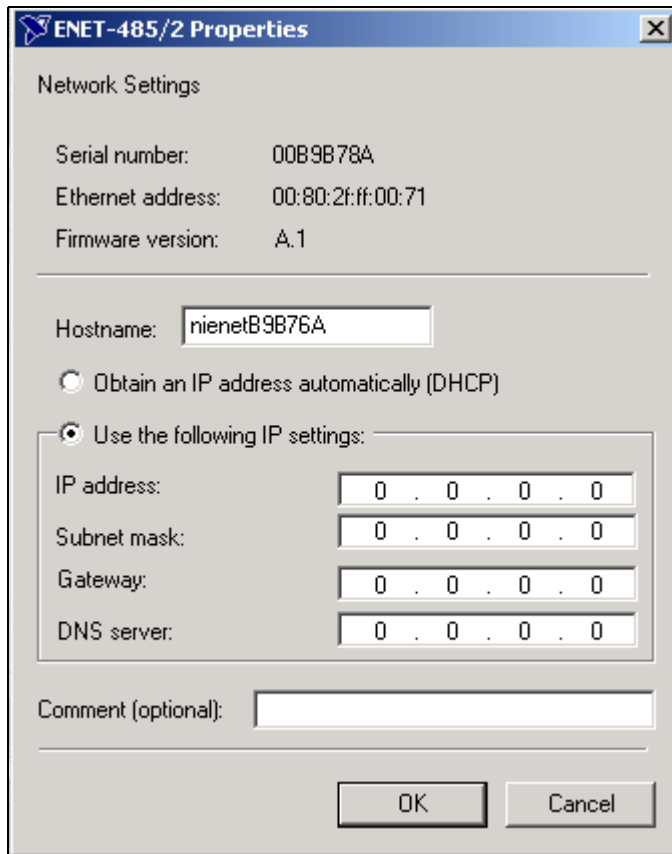 ENET-485/2 Properties
Network Settings
Serial number: 00B9B78A
Ethernet address: 00:80:2f:ff:00:71
Firmware version: A.1
Hostname: nienetB9B76A
Obtain an IP address automatically (DHCP)
Use the following IP settings:
IP address: 0 . 0 . 0 . 0
Subnet mask: 0 . 0 . 0 . 0
Gateway: 0 . 0 . 0 . 0
DNS server: 0 . 0 . 0 . 0
Comment (optional):
OK Cancel